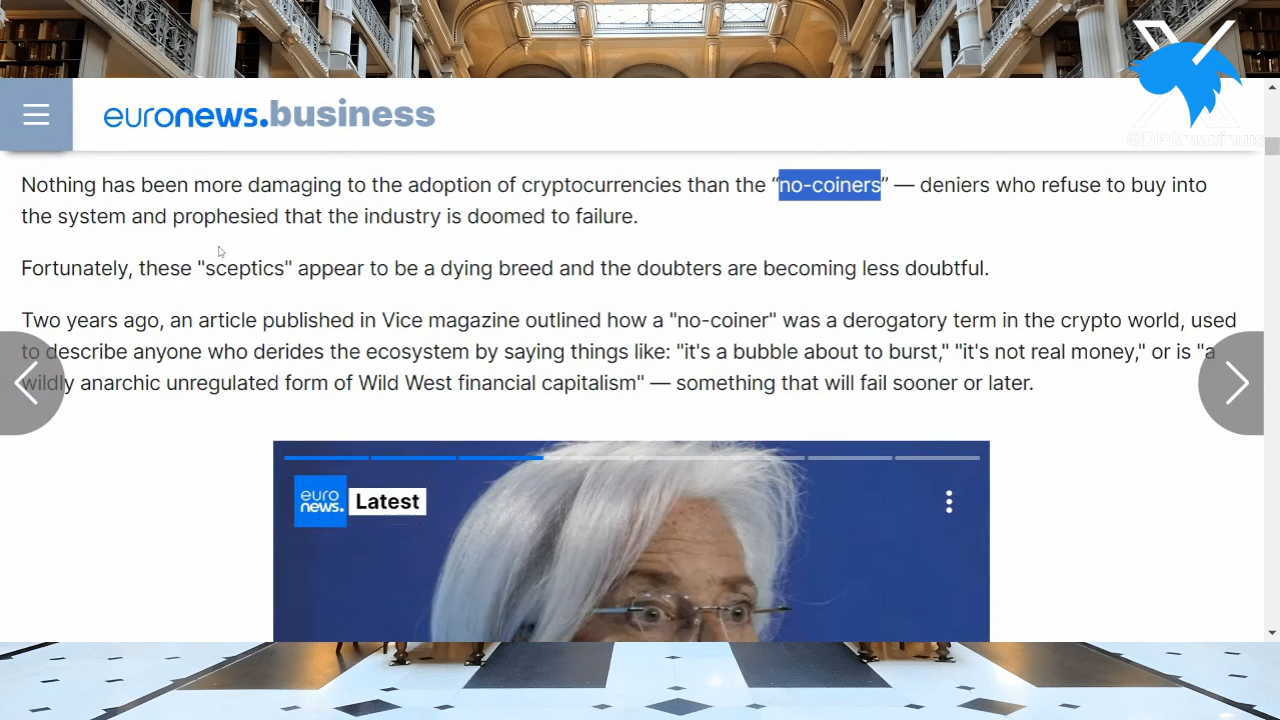 euronews.business
@DPGmaximus
Nothing has been more damaging to the adoption of cryptocurrencies than the “no-coiners” — deniers who refuse to buy into
the system and prophesied that the industry is doomed to failure.
Fortunately, these "sceptics" appear to be a dying breed and the doubters are becoming less doubtful.
Two years ago, an article published in Vice magazine outlined how a "no-coiner" was a derogatory term in the crypto world, used
to describe anyone who derides the ecosystem by saying things like: "it's a bubble about to burst," "it's not real money," or is "a
wildly anarchic unregulated form of Wild West financial capitalism" — something that will fail sooner or later.
euro
news.
Latest